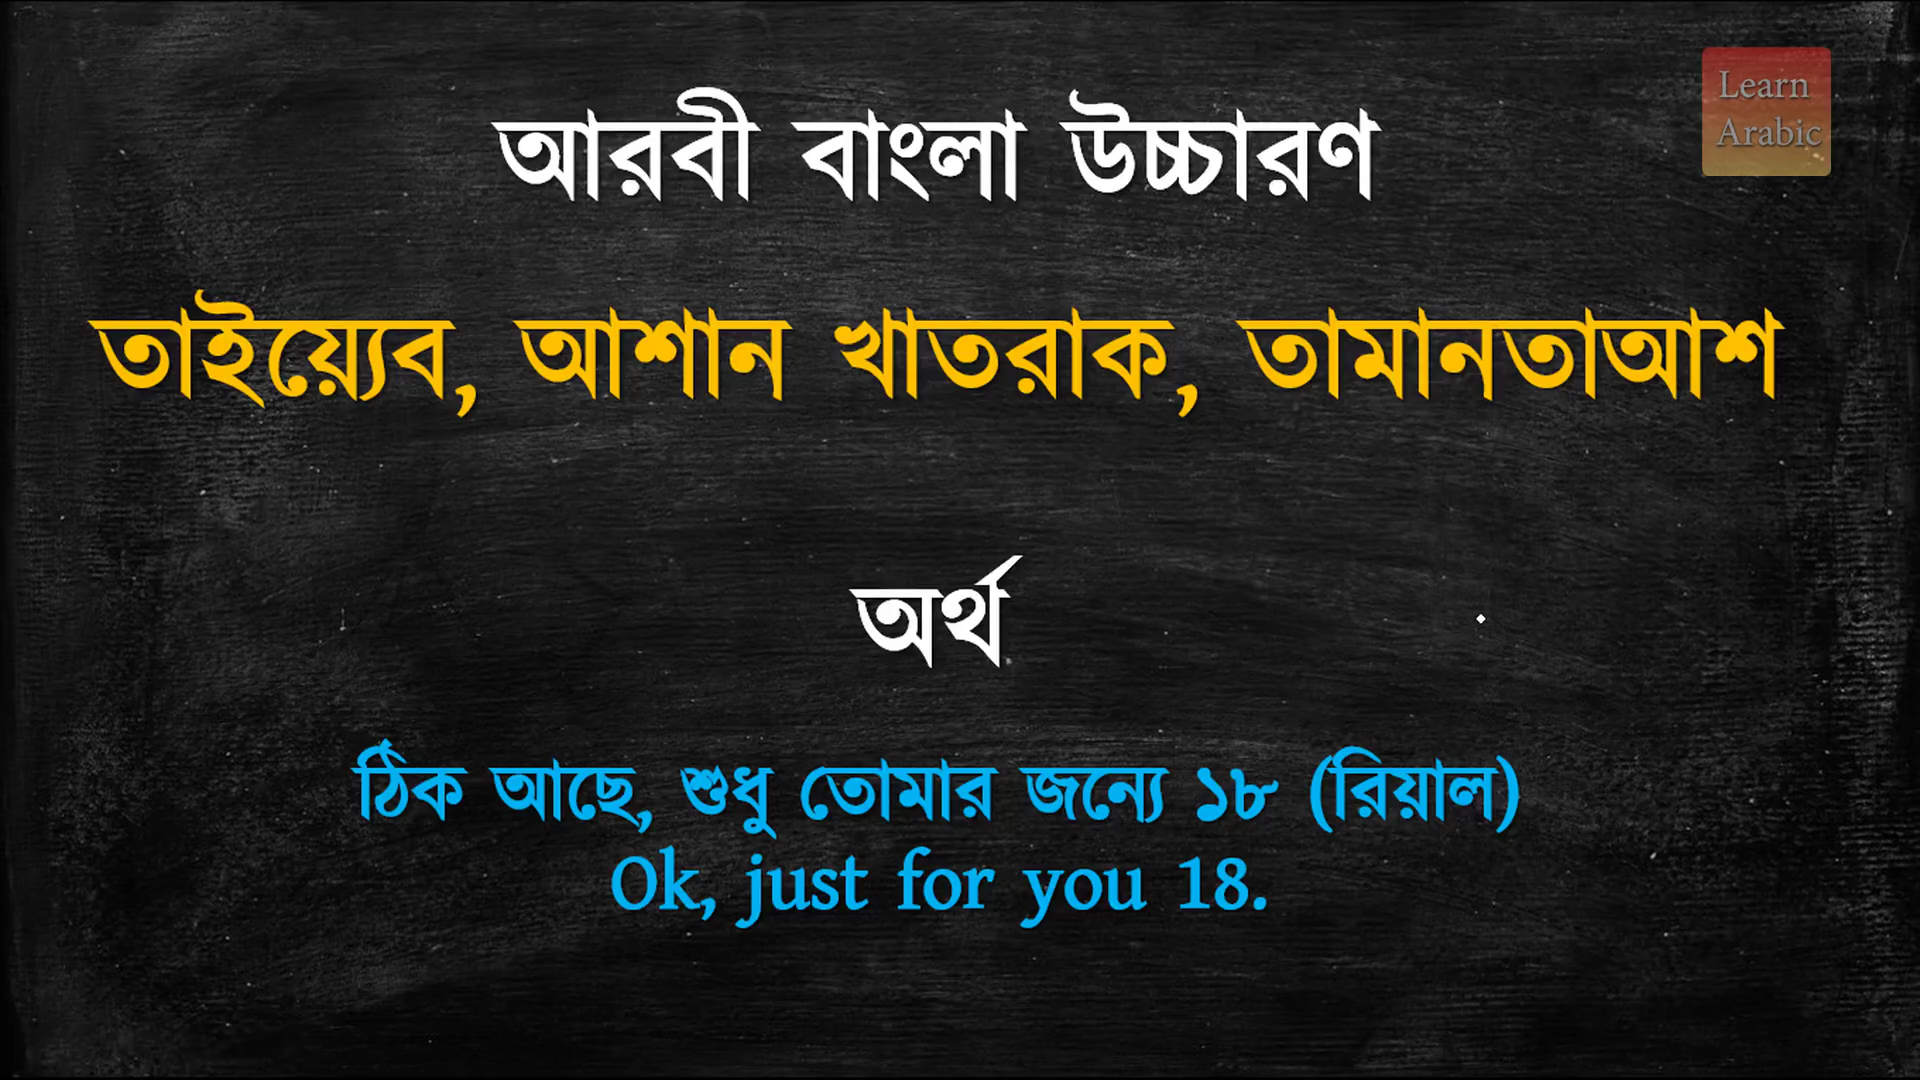 Learn
Arabic
আরবী বাংলা উচ্চারণ
তাইয়্যেব, আশান খাতরাক, তামানতাআশ
অর্থ
ঠিক আছে, শুধু তোমার জন্যে ১৮ (রিয়াল)
Ok, just for you 18.